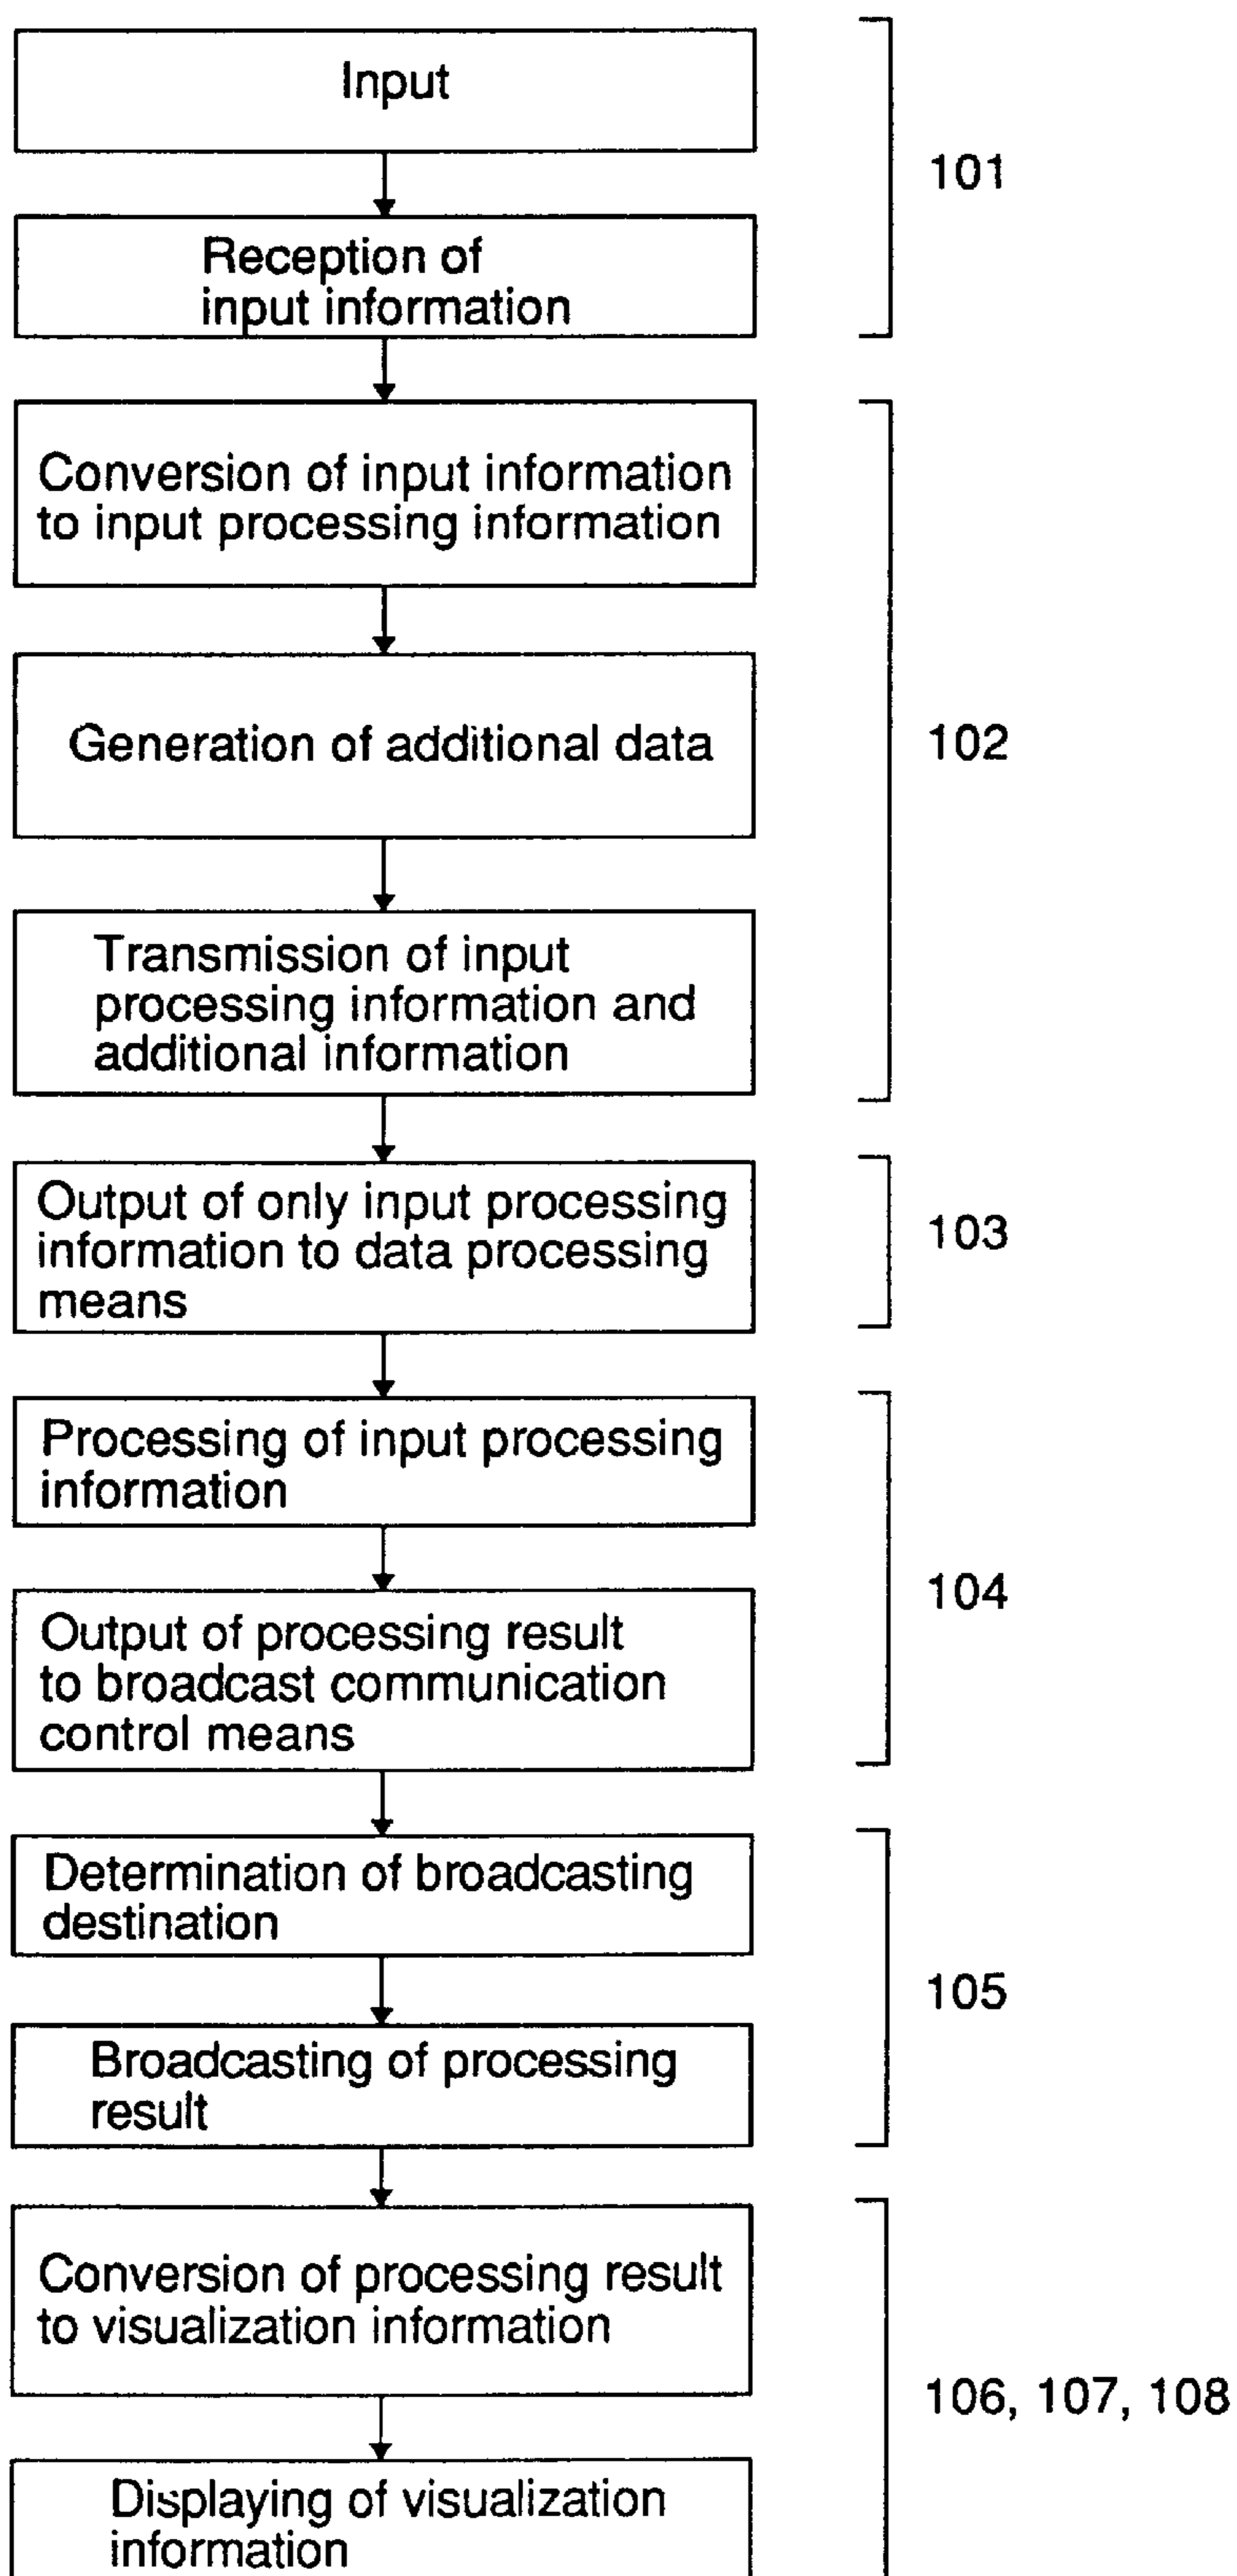 Input
101
Reception of
input information
Conversion of input information
to input processing information
Generation of additional data
102
Transmission of input
processing information and
additional information
Output of only input processing
information to data processing
means
103
Processing of input processing
information
104
Output of processing result
to broadcast communication
control means
Determination of broadcasting
destination
105
Broadcasting of processing
result
Conversion of processing result
to visualization information
106, 107, 108
Displaying of visualization
information